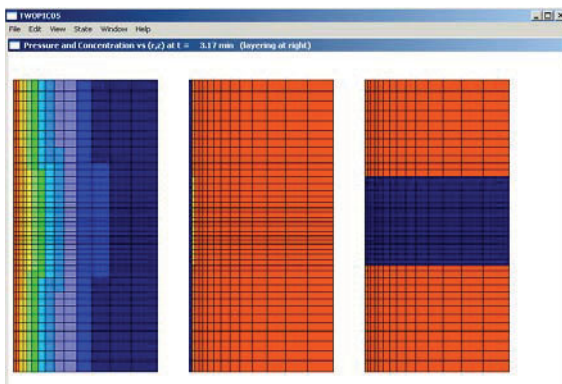 TWOPIC05
File Edit View State Window Help
Pressure and Concentration vs (r,z) at t = 3.17 min (layering at right)